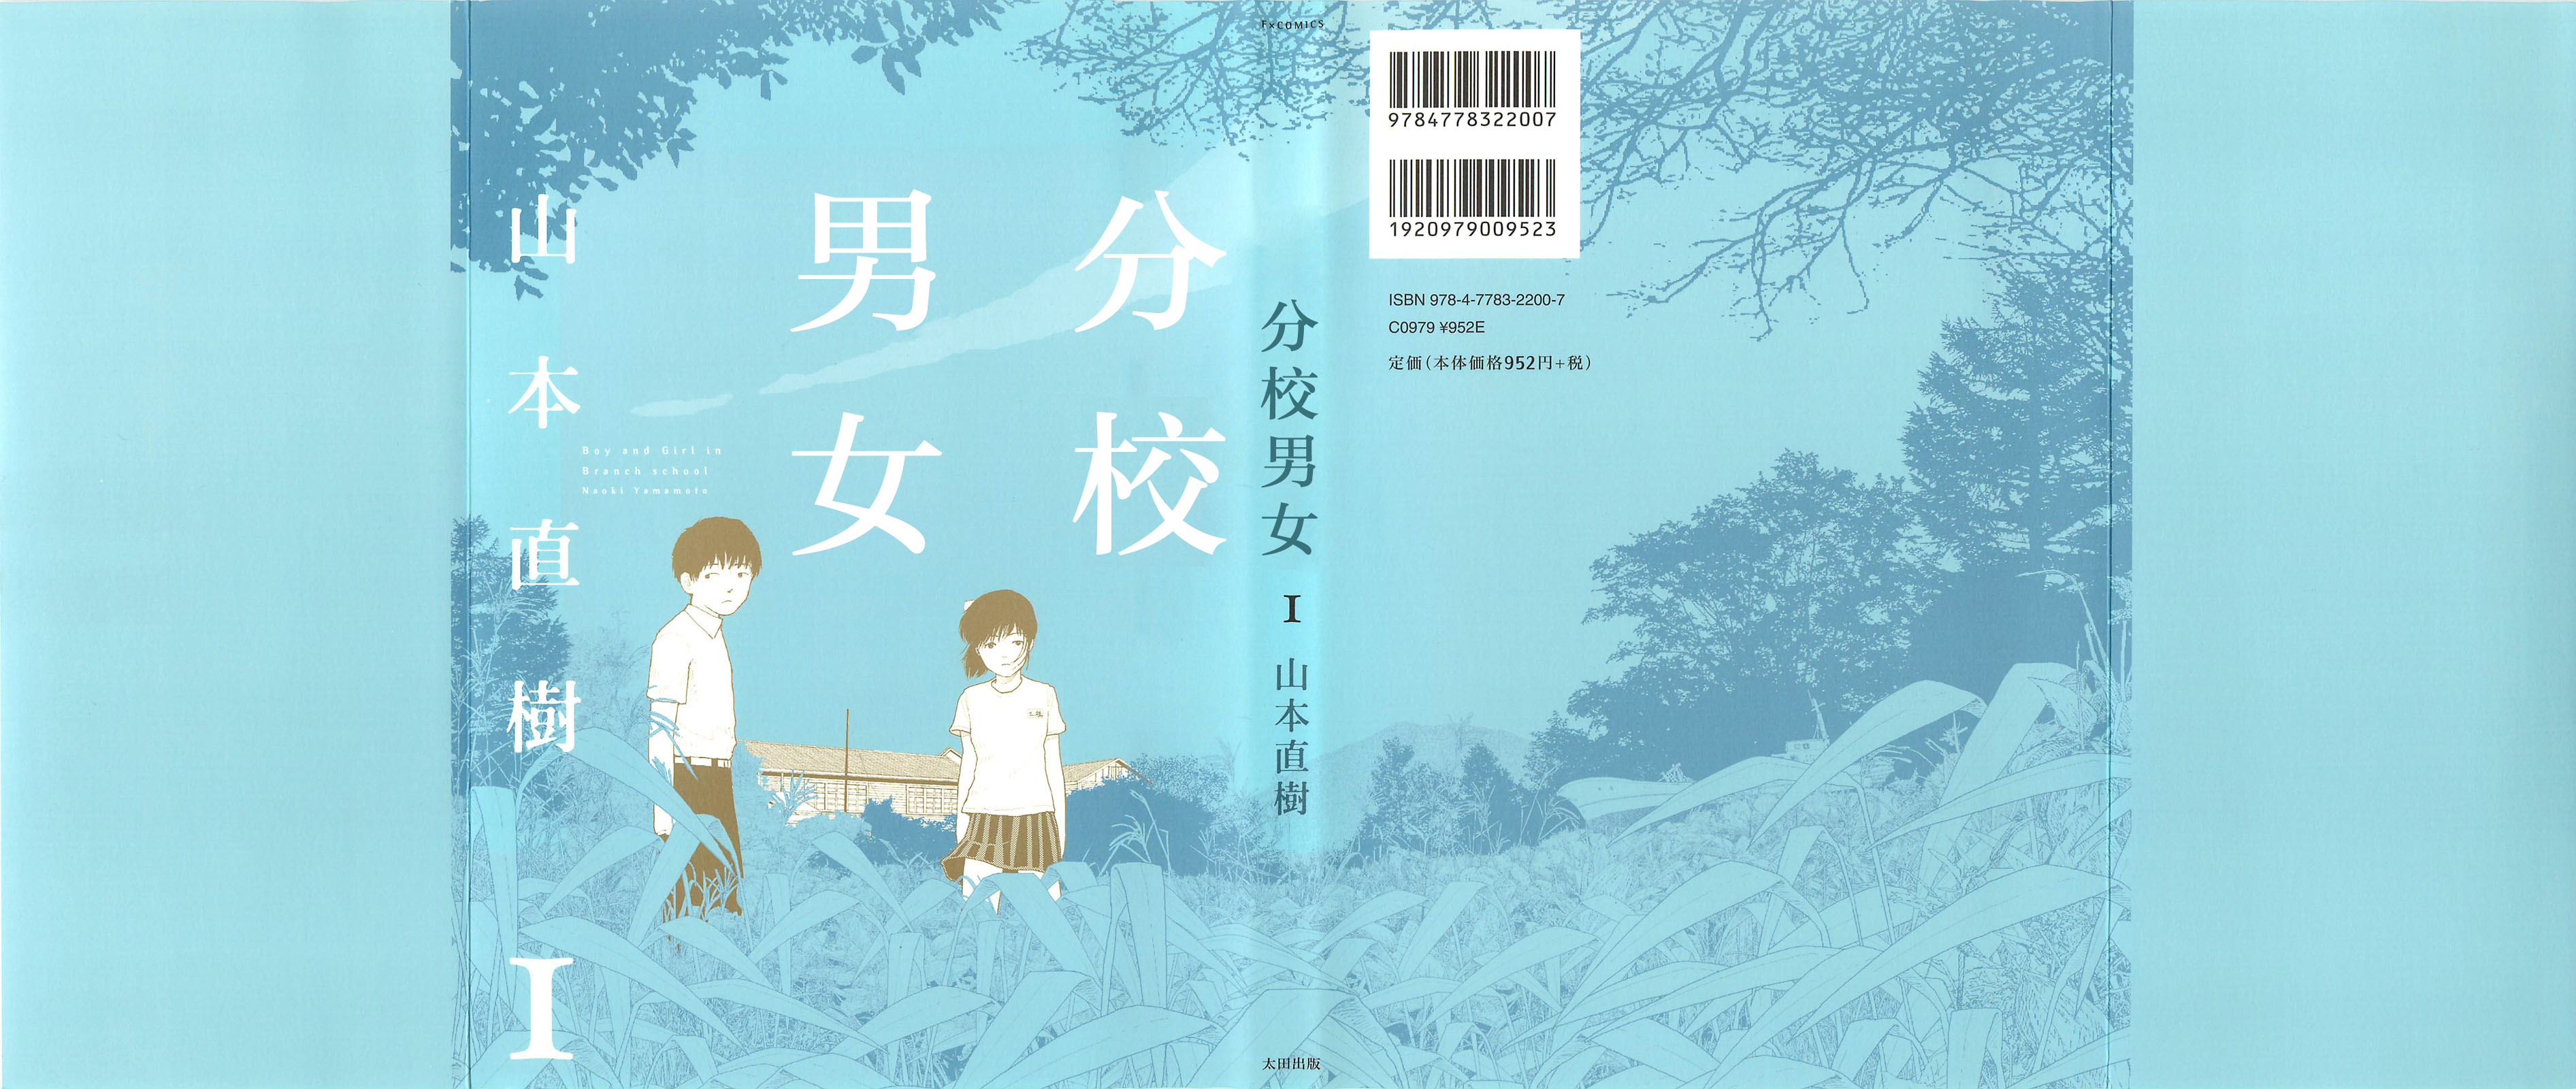 分校
男女
山本直樹
I
Boy and Girl in
Branch school
Naoki Yamamoto
FxCOMICS
分校男女 I 山本直樹
太田出版
9784778322007
1920979009523
ISBN 978-4-7783-2200-7
C0979 ¥952E
定価(本体価格952円+税)